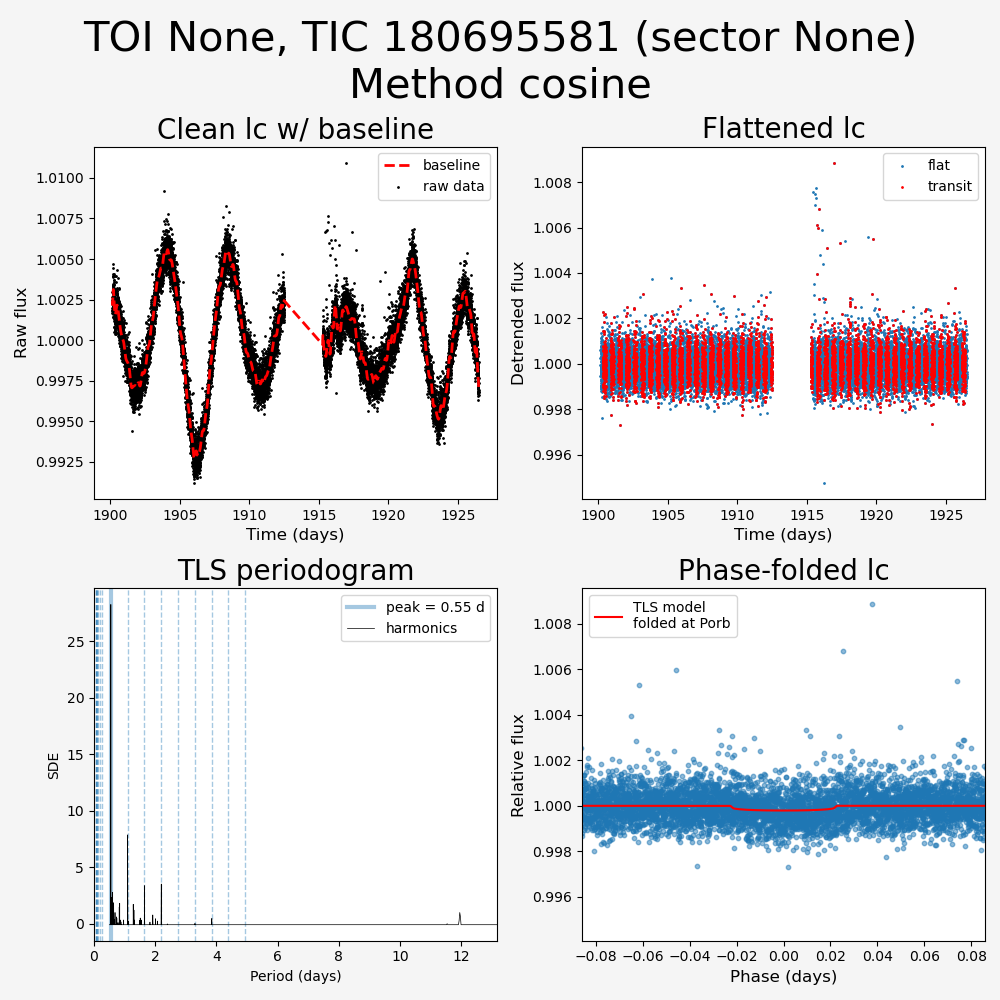 TOI None, TIC 180695581 (sector None)
Method cosine
Clean lc w/ baseline
baseline
raw data
1.0100
1.0075
1.0050
1.0025
1.0000
0.9975
0.9950
0.9925
Raw flux
1900 1905 1910 1915 1920 1925
Time (days)
Flattened lc
flat
transit
1.008
1.006
1.004
1.002
1.000
0.998
0.996
Detrended flux
1900 1905 1910 1915 1920 1925
Time (days)
TLS periodogram
peak = 0.55 d
harmonics
25
20
15
10
5
0
SDE
0 2 4 6 8 10 12
Period (days)
Phase-folded lc
TLS model
folded at Porb
1.008
1.006
1.004
1.002
1.000
0.998
0.996
Relative flux
−0.08 −0.06 −0.04 −0.02 0.00 0.02 0.04 0.06 0.08
Phase (days)